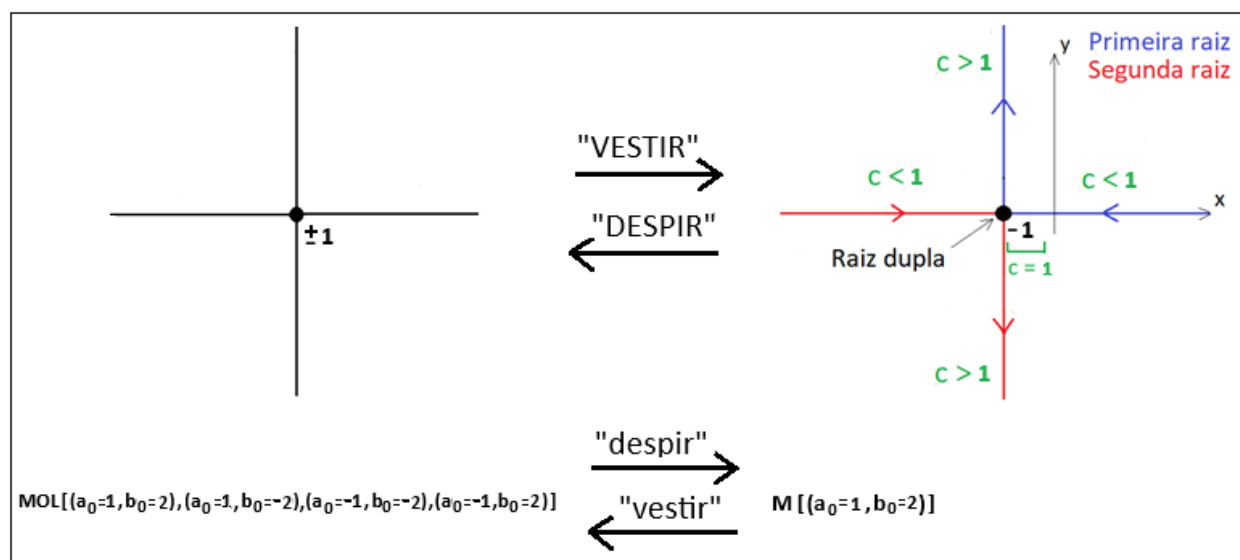 y
Primeira raiz
Segunda raiz
C > 1
"VESTIR"
C < 1
C < 1
x
± 1
"DESPIR"
-1
Raiz dupla
C = 1
C > 1
"despir"
MOL[(a₀=1,b₀=2),(a₀=1,b₀=-2),(a₀=-1,b₀=-2),(a₀=-1,b₀=2)]
"vestir"
M [(a₀=1,b₀=2)]